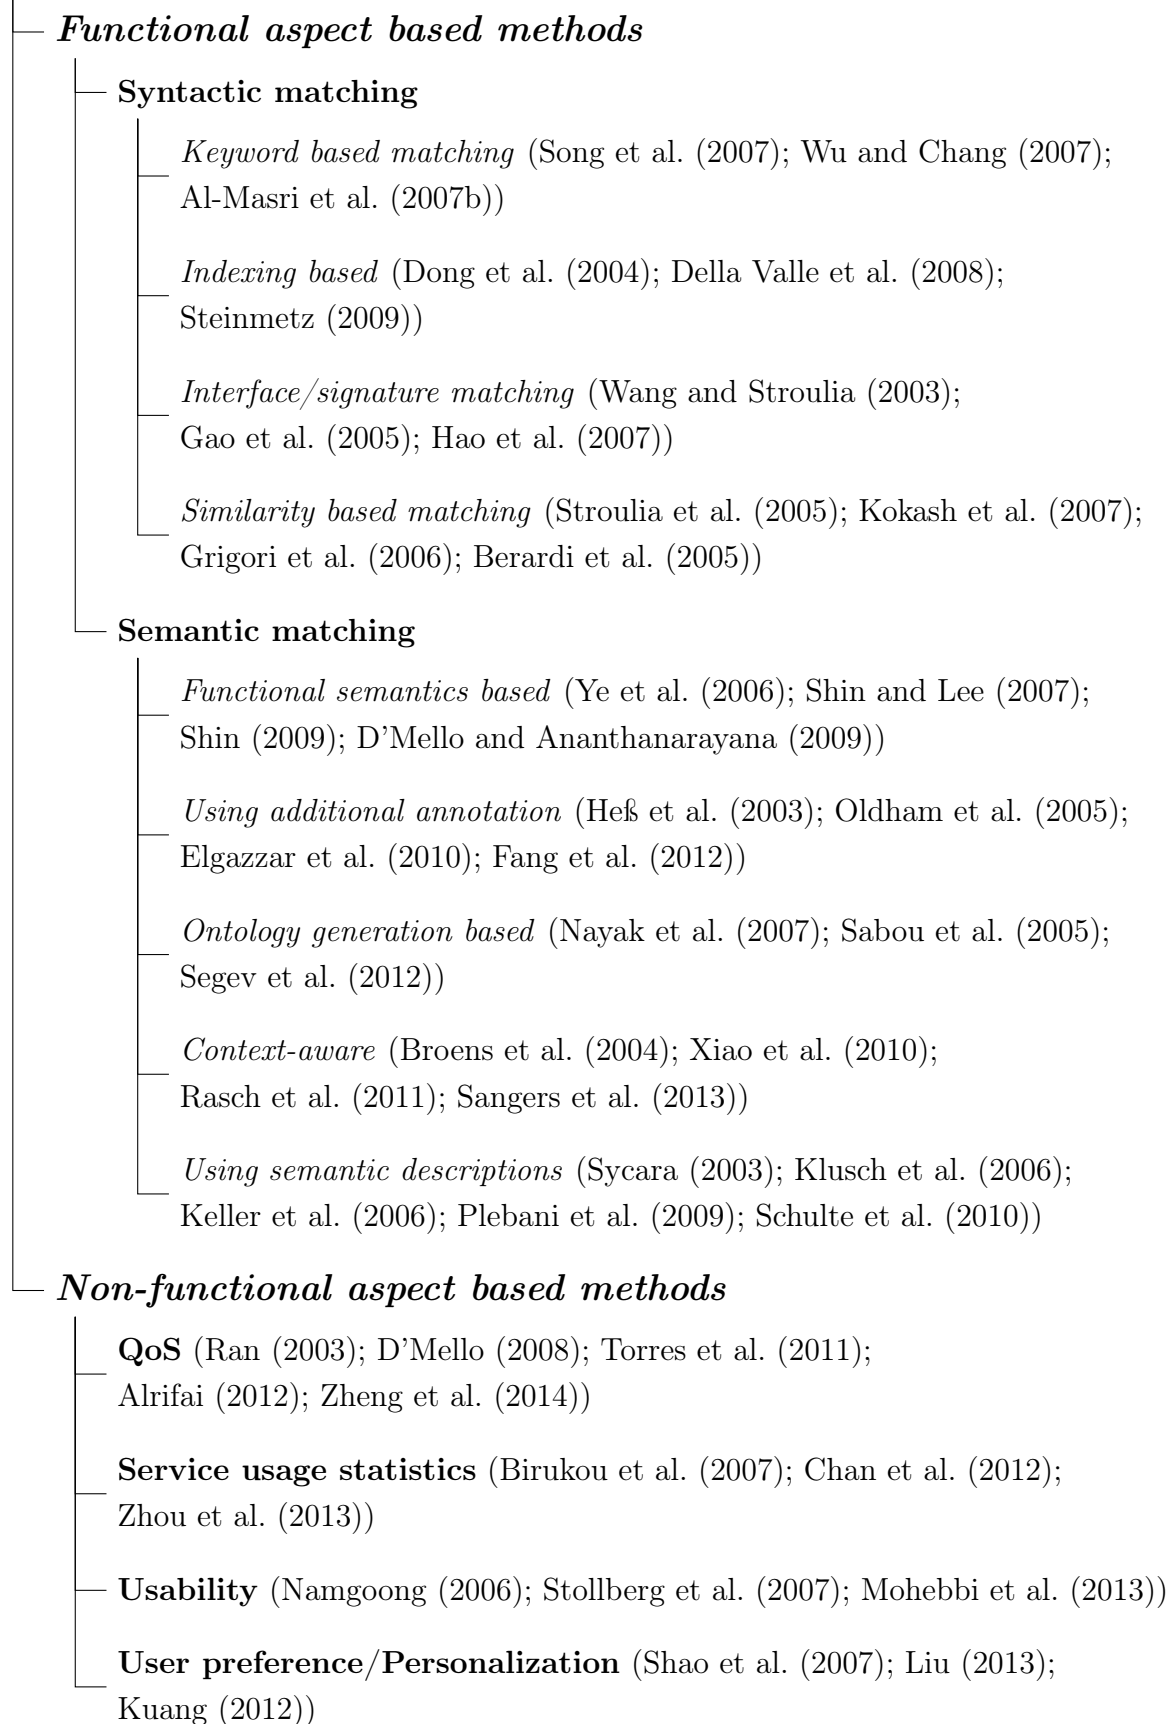 Functional aspect based methods
Syntactic matching
Keyword based matching (Song et al. (2007); Wu and Chang (2007);
Al-Masri et al. (2007b))
Indexing based (Dong et al. (2004); Della Valle et al. (2008);
Steinmetz (2009))
Interface/signature matching (Wang and Stroulia (2003);
Gao et al. (2005); Hao et al. (2007))
Similarity based matching (Stroulia et al. (2005); Kokash et al. (2007);
Grigori et al. (2006); Berardi et al. (2005))
Semantic matching
Functional semantics based (Ye et al. (2006); Shin and Lee (2007);
Shin (2009); D'Mello and Ananthanarayana (2009))
Using additional annotation (Heß et al. (2003); Oldham et al. (2005);
Elgazzar et al. (2010); Fang et al. (2012))
Ontology generation based (Nayak et al. (2007); Sabou et al. (2005);
Segev et al. (2012))
Context-aware (Broens et al. (2004); Xiao et al. (2010);
Rasch et al. (2011); Sangers et al. (2013))
Using semantic descriptions (Sycara (2003); Klusch et al. (2006);
Keller et al. (2006); Plebani et al. (2009); Schulte et al. (2010))
Non-functional aspect based methods
QoS (Ran (2003); D'Mello (2008); Torres et al. (2011);
Alrifai (2012); Zheng et al. (2014))
Service usage statistics (Birukou et al. (2007); Chan et al. (2012);
Zhou et al. (2013))
Usability (Namgoong (2006); Stollberg et al. (2007); Mohebbi et al. (2013))
User preference/Personalization (Shao et al. (2007); Liu (2013);
Kuang (2012))